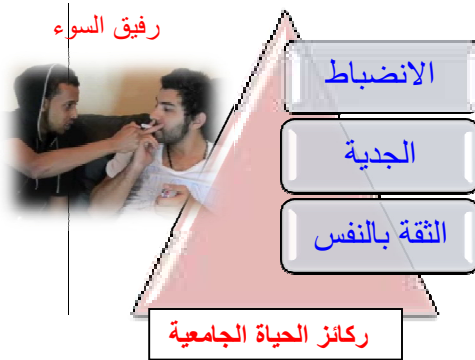 رفيق السوء
الانضباط
الجدية
الثقة بالنفس
ركائز الحياة الجامعية